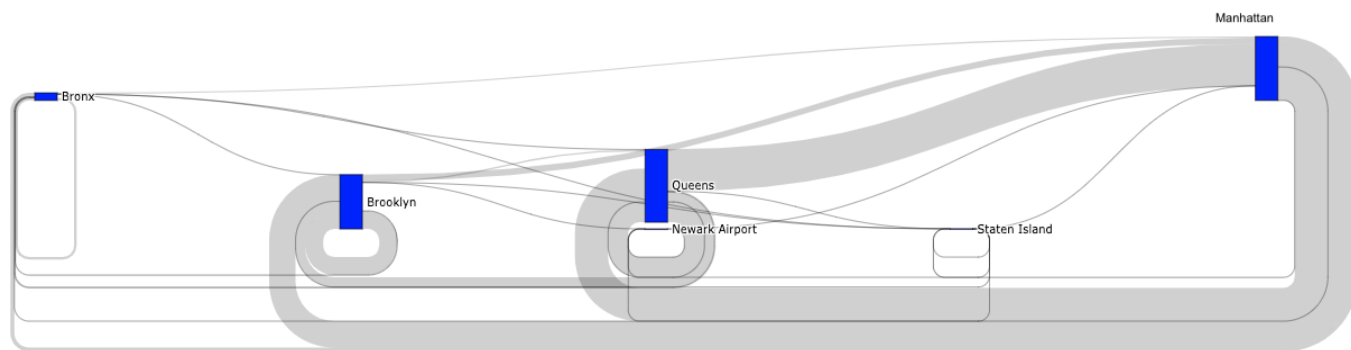 Manhattan
Bronx
Queens
Brooklyn
Newark Airport
Staten Island